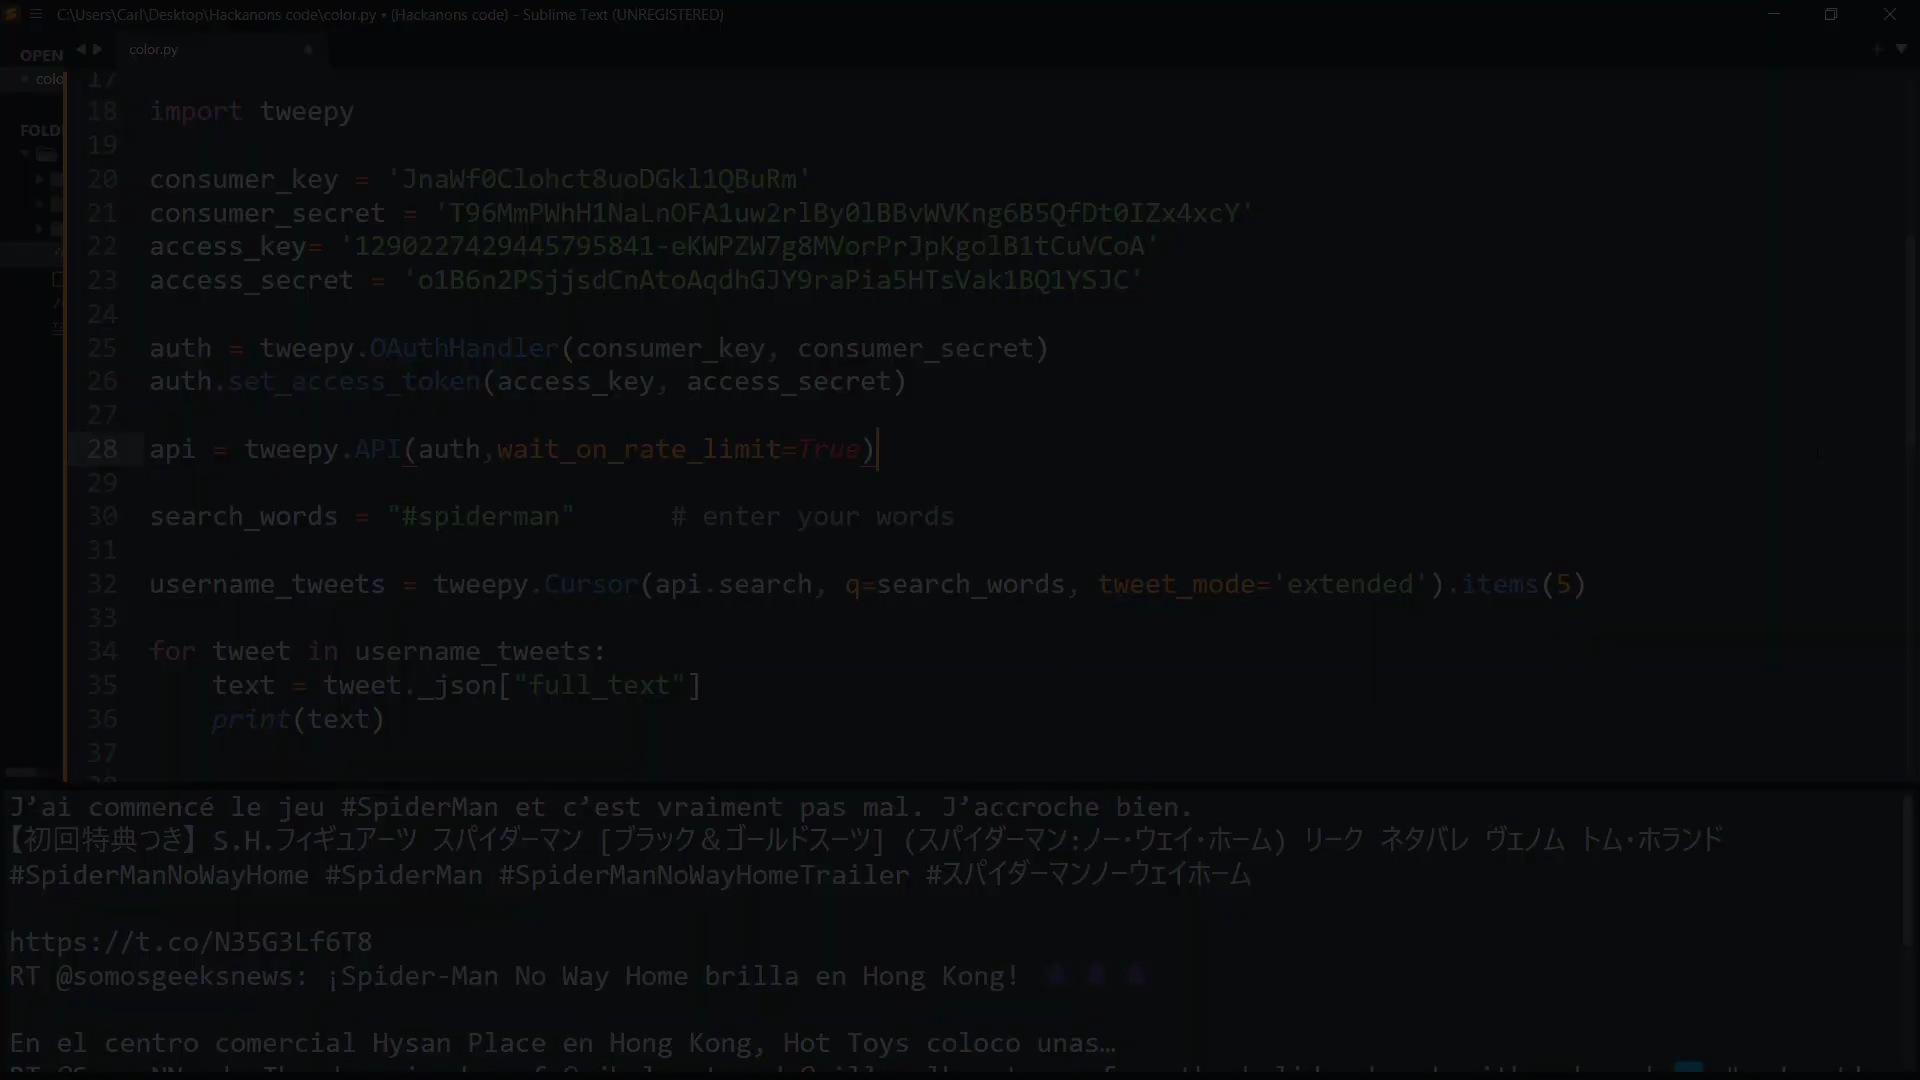 C:\Users\Carl\Desktop\Hackanons code\color.py • (Hackanons code) - Sublime Text (UNREGISTERED)
OPEN
color.py
colo
FOLD
17
18 import tweepy
19
20 consumer_key = 'JnaWf0Clohct8uoDGkl1QBuRm'
21 consumer_secret = 'T96MmPWhH1NaLnOFA1uw2rlBy0lBBvWVKng6B5QfDt0IZx4xcY'
22 access_key= '1290227429445795841-eKWPZW7g8MVorPrJpKgolB1tCuVCoA'
23 access_secret = 'o1B6n2PSjjsdCnAtoAqdhGJY9raPia5HTsVak1BQ1YSJC'
24
25 auth = tweepy.OAuthHandler(consumer_key, consumer_secret)
26 auth.set_access_token(access_key, access_secret)
27
28 api = tweepy.API(auth,wait_on_rate_limit=True)
29
30 search_words = "#spiderman" # enter your words
31
32 username_tweets = tweepy.Cursor(api.search, q=search_words, tweet_mode='extended').items(5)
33
34 for tweet in username_tweets:
35 text = tweet._json["full_text"]
36 print(text)
37
J’ai commencé le jeu #SpiderMan et c’est vraiment pas mal. J’accroche bien.
【初回特典つき】S.H.フィギュアーツ スパイダーマン [ブラック＆ゴールドスーツ] (スパイダーマン:ノー・ウェイ・ホーム) リーク ネタバレ ヴェノム トム・ホランド
#SpiderManNoWayHome #SpiderMan #SpiderManNoWayHomeTrailer #スパイダーマンノーウェイホーム
https://t.co/N35G3Lf6T8
RT @somosgeeksnews: ¡Spider-Man No Way Home brilla en Hong Kong!
En el centro comercial Hysan Place en Hong Kong, Hot Toys coloco unas…